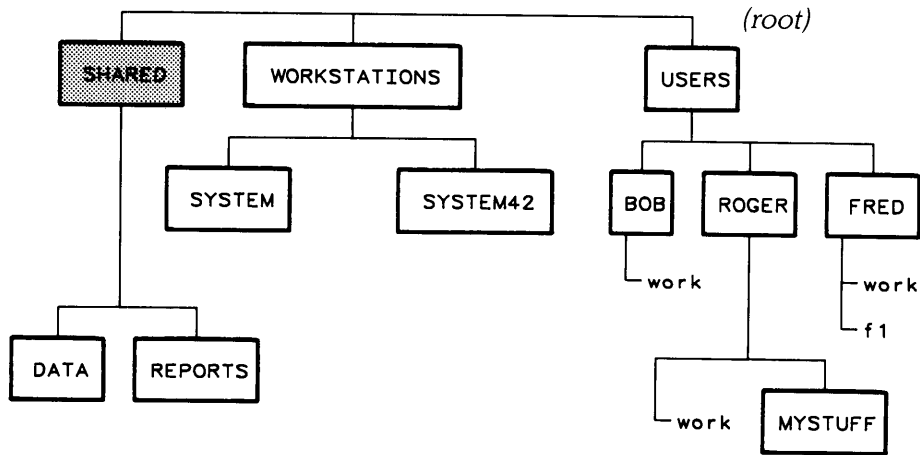 (root)
SHARED WORKSTATIONS USERS
SYSTEM SYSTEM42 BOB ROGER FRED
work work
f1
DATA REPORTS
work MYSTUFF